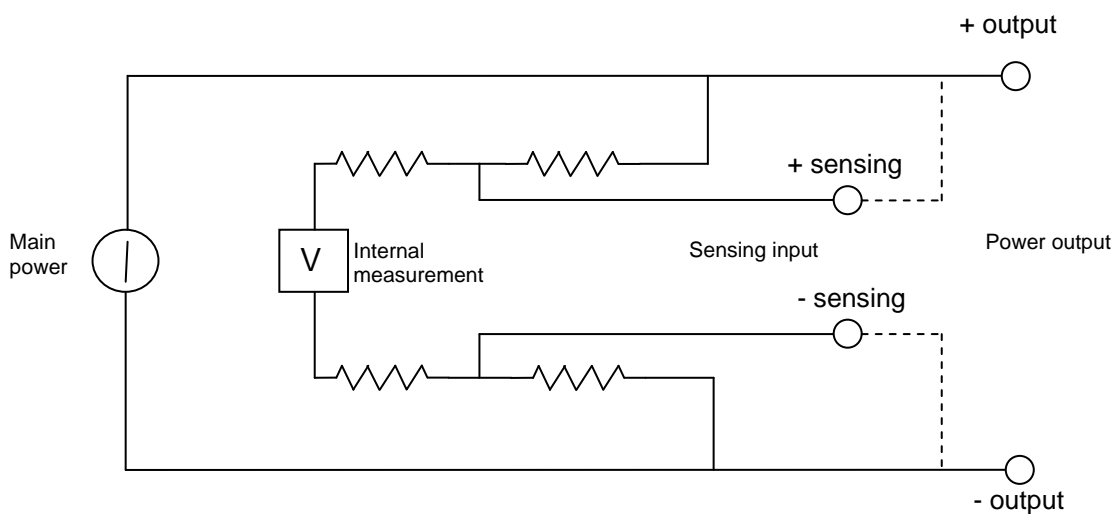 + output
+ sensing
Main
power
V
Internal
measurement
Sensing input
Power output
- sensing
- output